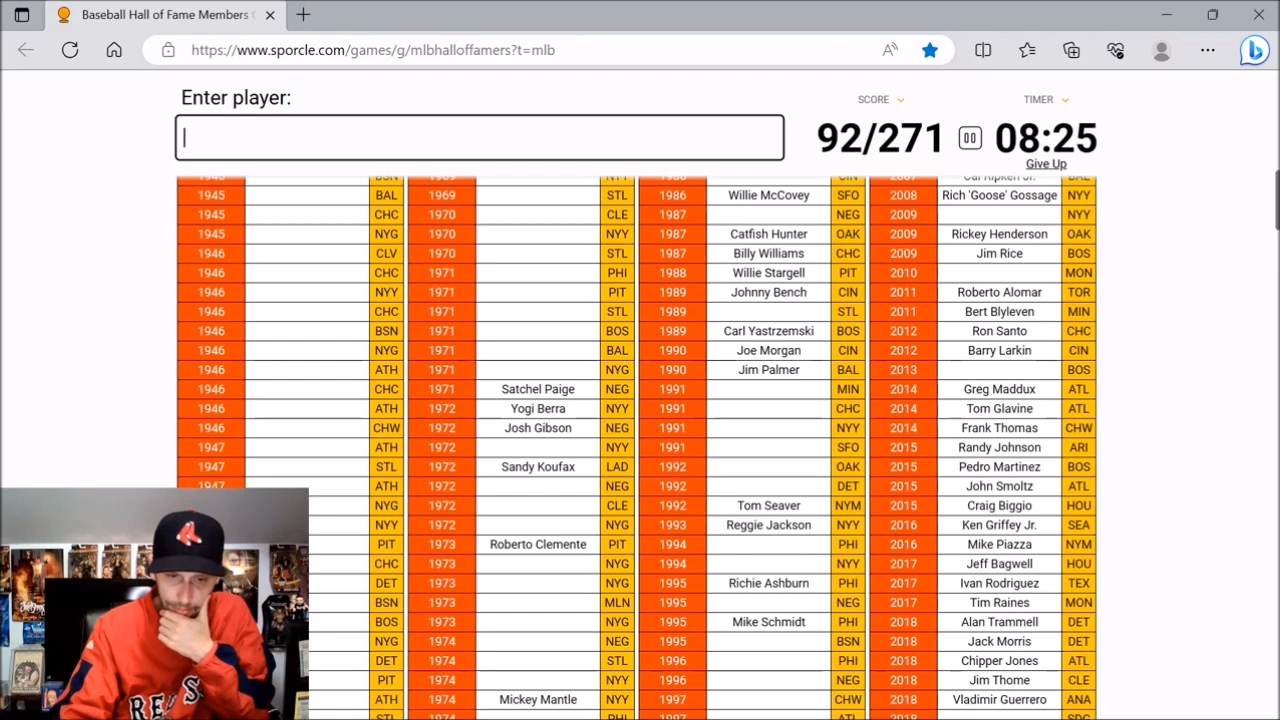 Baseball Hall of Fame Members
https://www.sporcle.com/games/g/mlbhalloffamers?t=mlb
Enter player:
SCORE
TIMER
92/271
08:25
Give Up
1945 BAL 1969 STL 1986 Willie McCovey SFO 2008 Rich 'Goose' Gossage NYY
1945 CHC 1970 CLE 1987 NEG 2009 NYY
1945 NYG 1970 NYY 1987 Catfish Hunter OAK 2009 Rickey Henderson OAK
1945 CLV 1970 STL 1987 Billy Williams CHC 2009 Jim Rice BOS
1946 CHC 1971 PHI 1988 Willie Stargell PIT 2010 MON
1946 NYY 1971 PIT 1989 Johnny Bench CIN 2011 Roberto Alomar TOR
1946 CHC 1971 STL 1989 STL 2011 Bert Blyleven MIN
1946 BSN 1971 BOS 1989 Carl Yastrzemski BOS 2012 Ron Santo CHC
1946 NYG 1971 BAL 1990 Joe Morgan CIN 2012 Barry Larkin CIN
1946 ATH 1971 NYG 1990 Jim Palmer BAL 2013 BOS
1946 CHC 1971 Satchel Paige NEG 1991 MIN 2014 Greg Maddux ATL
1946 ATH 1972 Yogi Berra NYY 1991 CHC 2014 Tom Glavine ATL
1946 CHW 1972 Josh Gibson NEG 1991 NYY 2014 Frank Thomas CHW
1947 ATH 1972 NYY 1991 SFO 2015 Randy Johnson ARI
1947 STL 1972 Sandy Koufax LAD 1992 OAK 2015 Pedro Martinez BOS
1947 ATH 1972 NEG 1992 DET 2015 John Smoltz ATL
NYG 1972 CLE 1992 Tom Seaver NYM 2015 Craig Biggio HOU
NYY 1972 NYG 1993 Reggie Jackson NYY 2016 Ken Griffey Jr. SEA
PIT 1973 Roberto Clemente PIT 1994 PHI 2016 Mike Piazza NYM
CHC 1973 NYG 1994 NYY 2017 Jeff Bagwell HOU
DET 1973 NYG 1995 Richie Ashburn PHI 2017 Ivan Rodriguez TEX
BSN 1973 MLN 1995 NEG 2017 Tim Raines MON
BOS 1973 NYG 1995 Mike Schmidt PHI 2018 Alan Trammell DET
NYG 1974 NEG 1995 BSN 2018 Jack Morris DET
DET 1974 STL 1996 PHI 2018 Chipper Jones ATL
PIT 1974 NYY 1996 NEG 2018 Jim Thome CLE
ATH 1974 Mickey Mantle NYY 1997 CHW 2018 Vladimir Guerrero ANA